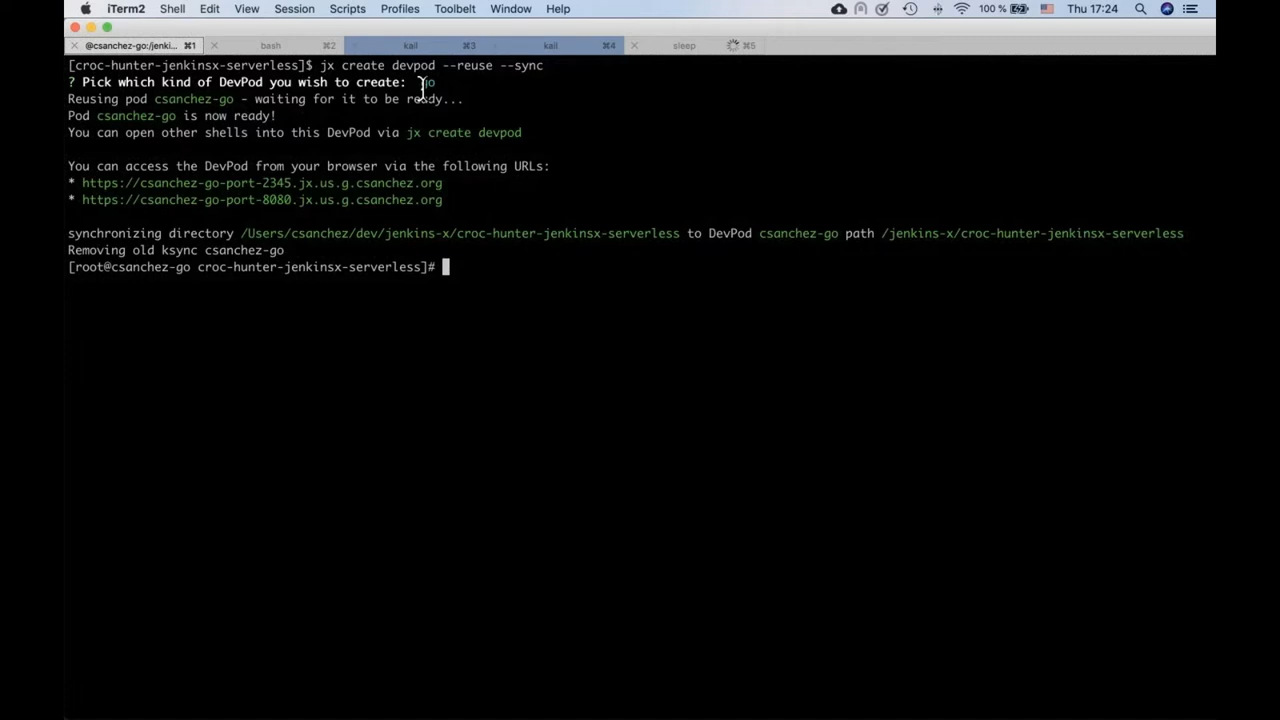 iTerm2 Shell Edit View Session Scripts Profiles Toolbelt Window Help 100 % Thu 17:24
@csanchez-go:/jenki... ⌘1 bash ⌘2 kail ⌘3 kail ⌘4 sleep ⌘5
[croc-hunter-jenkinsx-serverless]$ jx create devpod --reuse --sync
? Pick which kind of DevPod you wish to create: go
Reusing pod csanchez-go - waiting for it to be ready...
Pod csanchez-go is now ready!
You can open other shells into this DevPod via jx create devpod
You can access the DevPod from your browser via the following URLs:
* https://csanchez-go-port-2345.jx.us.g.csanchez.org
* https://csanchez-go-port-8080.jx.us.g.csanchez.org
synchronizing directory /Users/csanchez/dev/jenkins-x/croc-hunter-jenkinsx-serverless to DevPod csanchez-go path /jenkins-x/croc-hunter-jenkinsx-serverless
Removing old ksync csanchez-go
[root@csanchez-go croc-hunter-jenkinsx-serverless]#